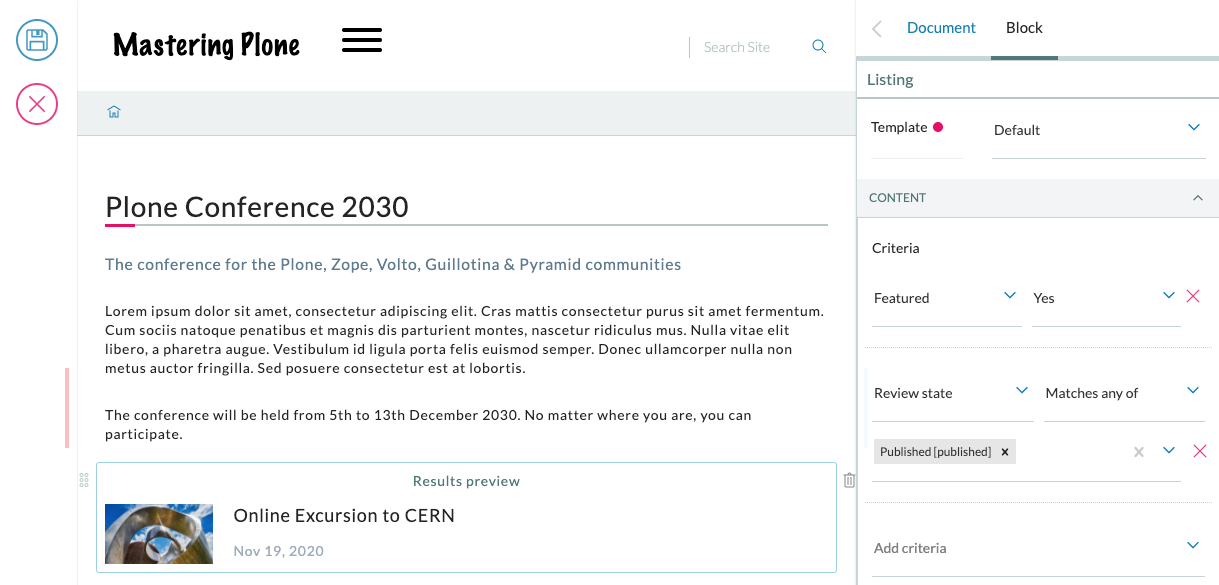 Mastering Plone
Search Site
Plone Conference 2030
The conference for the Plone, Zope, Volto, Guillotina & Pyramid communities
Lorem ipsum dolor sit amet, consectetur adipiscing elit. Cras mattis consectetur purus sit amet fermentum.
Cum sociis natoque penatibus et magnis dis parturient montes, nascetur ridiculus mus. Nulla vitae elit
libero, a pharetra augue. Vestibulum id ligula porta felis euismod semper. Donec ullamcorper nulla non
metus auctor fringilla. Sed posuere consectetur est at lobortis.
The conference will be held from 5th to 13th December 2030. No matter where you are, you can
participate.
Results preview
Online Excursion to CERN
Nov 19, 2020
Document Block
Listing
Template Default
CONTENT
Criteria
Featured Yes
Review state Matches any of
Published [published]
Add criteria